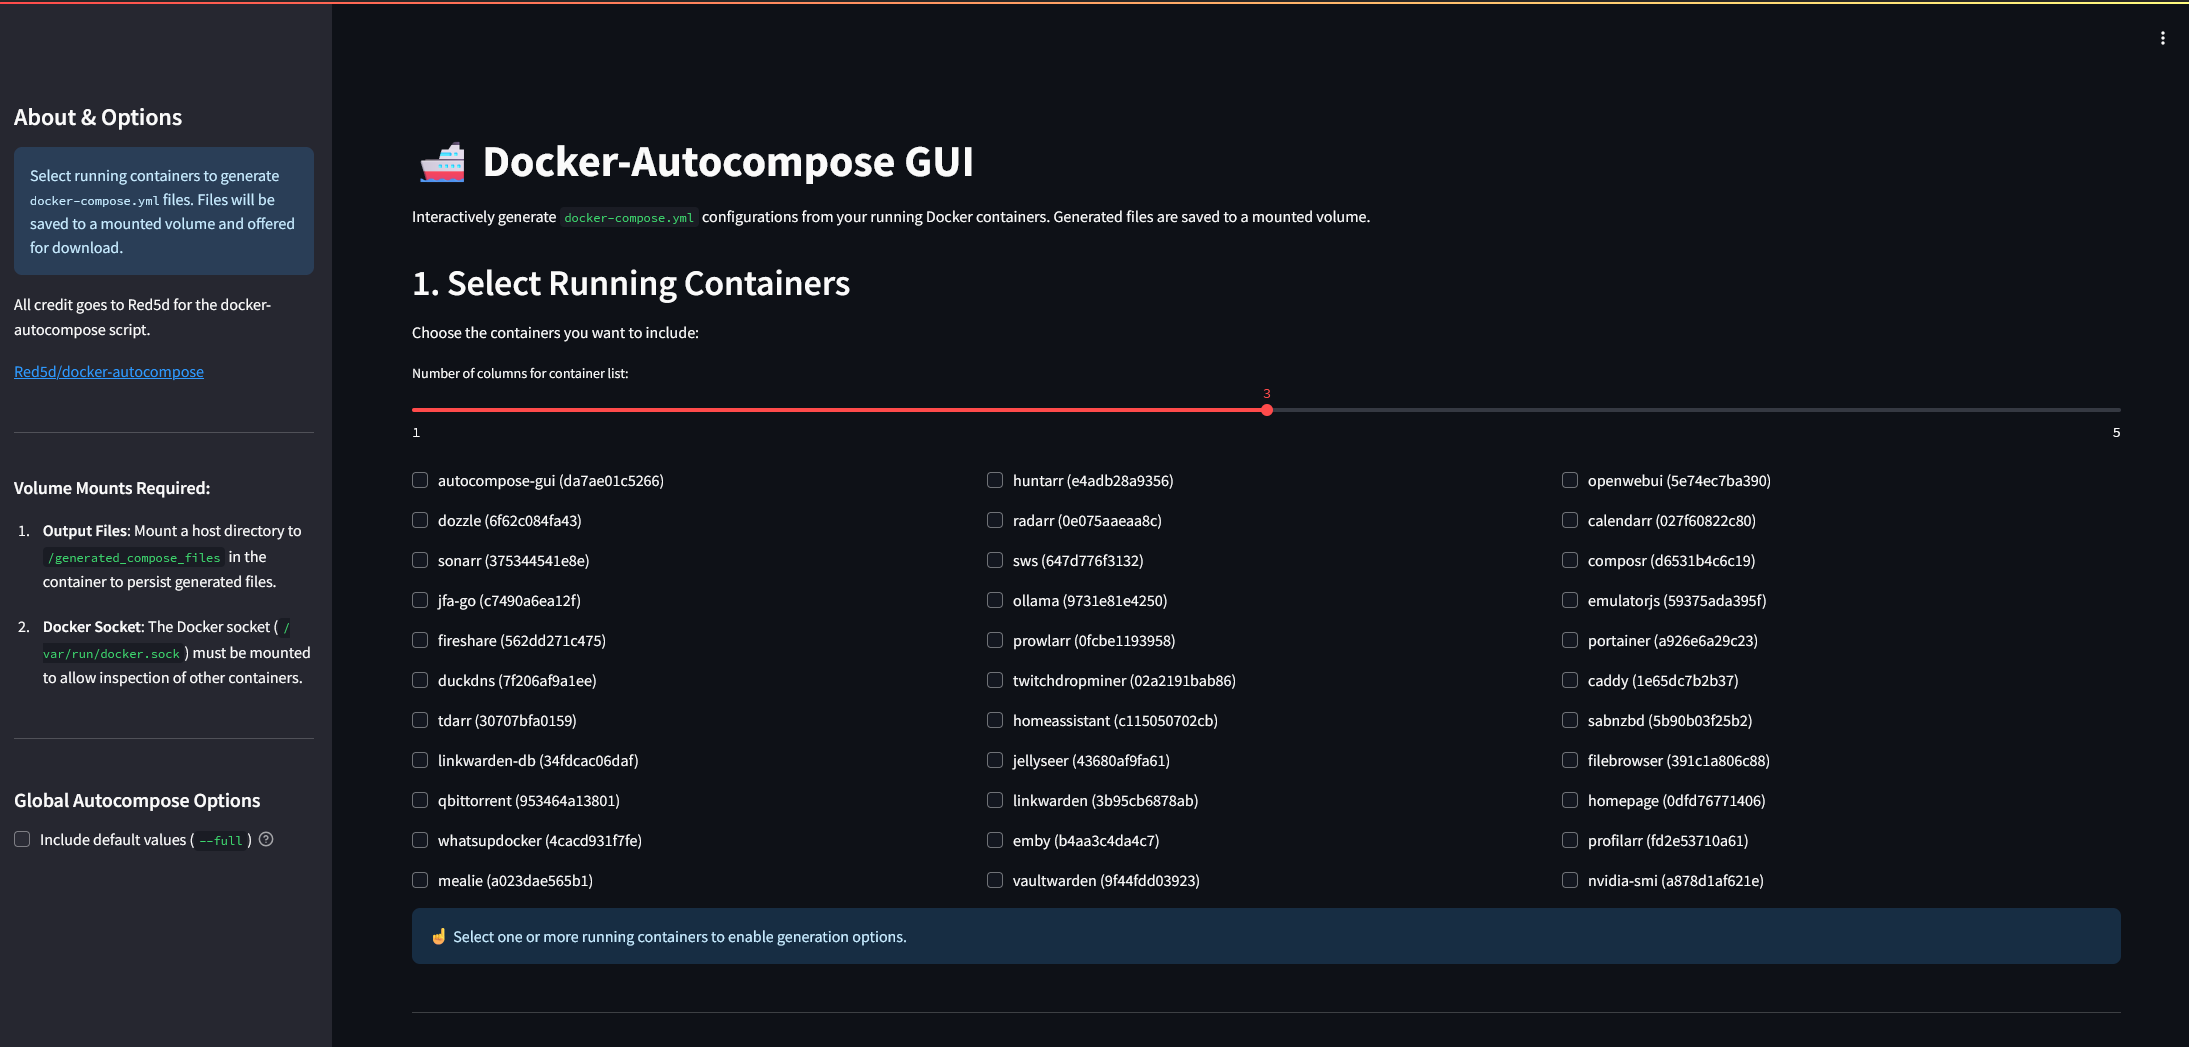 About & Options
Select running containers to generate
docker-compose.yml files. Files will be
saved to a mounted volume and offered
for download.
All credit goes to Red5d for the docker-
autocompose script.
Red5d/docker-autocompose
Volume Mounts Required:
1. Output Files: Mount a host directory to
/generated_compose_files in the
container to persist generated files.
2. Docker Socket: The Docker socket ( /
var/run/docker.sock ) must be mounted
to allow inspection of other containers.
Global Autocompose Options
Include default values ( --full )
Docker-Autocompose GUI
Interactively generate docker-compose.yml configurations from your running Docker containers. Generated files are saved to a mounted volume.
1. Select Running Containers
Choose the containers you want to include:
Number of columns for container list:
3
1 5
autocompose-gui (da7ae01c5266)
dozzle (6f62c084fa43)
sonarr (375344541e8e)
jfa-go (c7490a6ea12f)
fireshare (562dd271c475)
duckdns (7f206af9a1ee)
tdarr (30707bfa0159)
linkwarden-db (34fdcac06daf)
qbittorrent (953464a13801)
whatsupdocker (4cacd931f7fe)
mealie (a023dae565b1)
huntarr (e4adb28a9356)
radarr (0e075aaeaa8c)
sws (647d776f3132)
ollama (9731e81e4250)
prowlarr (0fcbe1193958)
twitchdropminer (02a2191bab86)
homeassistant (c115050702cb)
jellyseer (43680af9fa61)
linkwarden (3b95cb6878ab)
emby (b4aa3c4da4c7)
vaultwarden (9f44fdd03923)
openwebui (5e74ec7ba390)
calendarr (027f60822c80)
composr (d6531b4c6c19)
emulatorjs (59375ada395f)
portainer (a926e6a29c23)
caddy (1e65dc7b2b37)
sabnzbd (5b90b03f25b2)
filebrowser (391c1a806c88)
homepage (0dfd76771406)
profilarr (fd2e53710a61)
nvidia-smi (a878d1af621e)
Select one or more running containers to enable generation options.